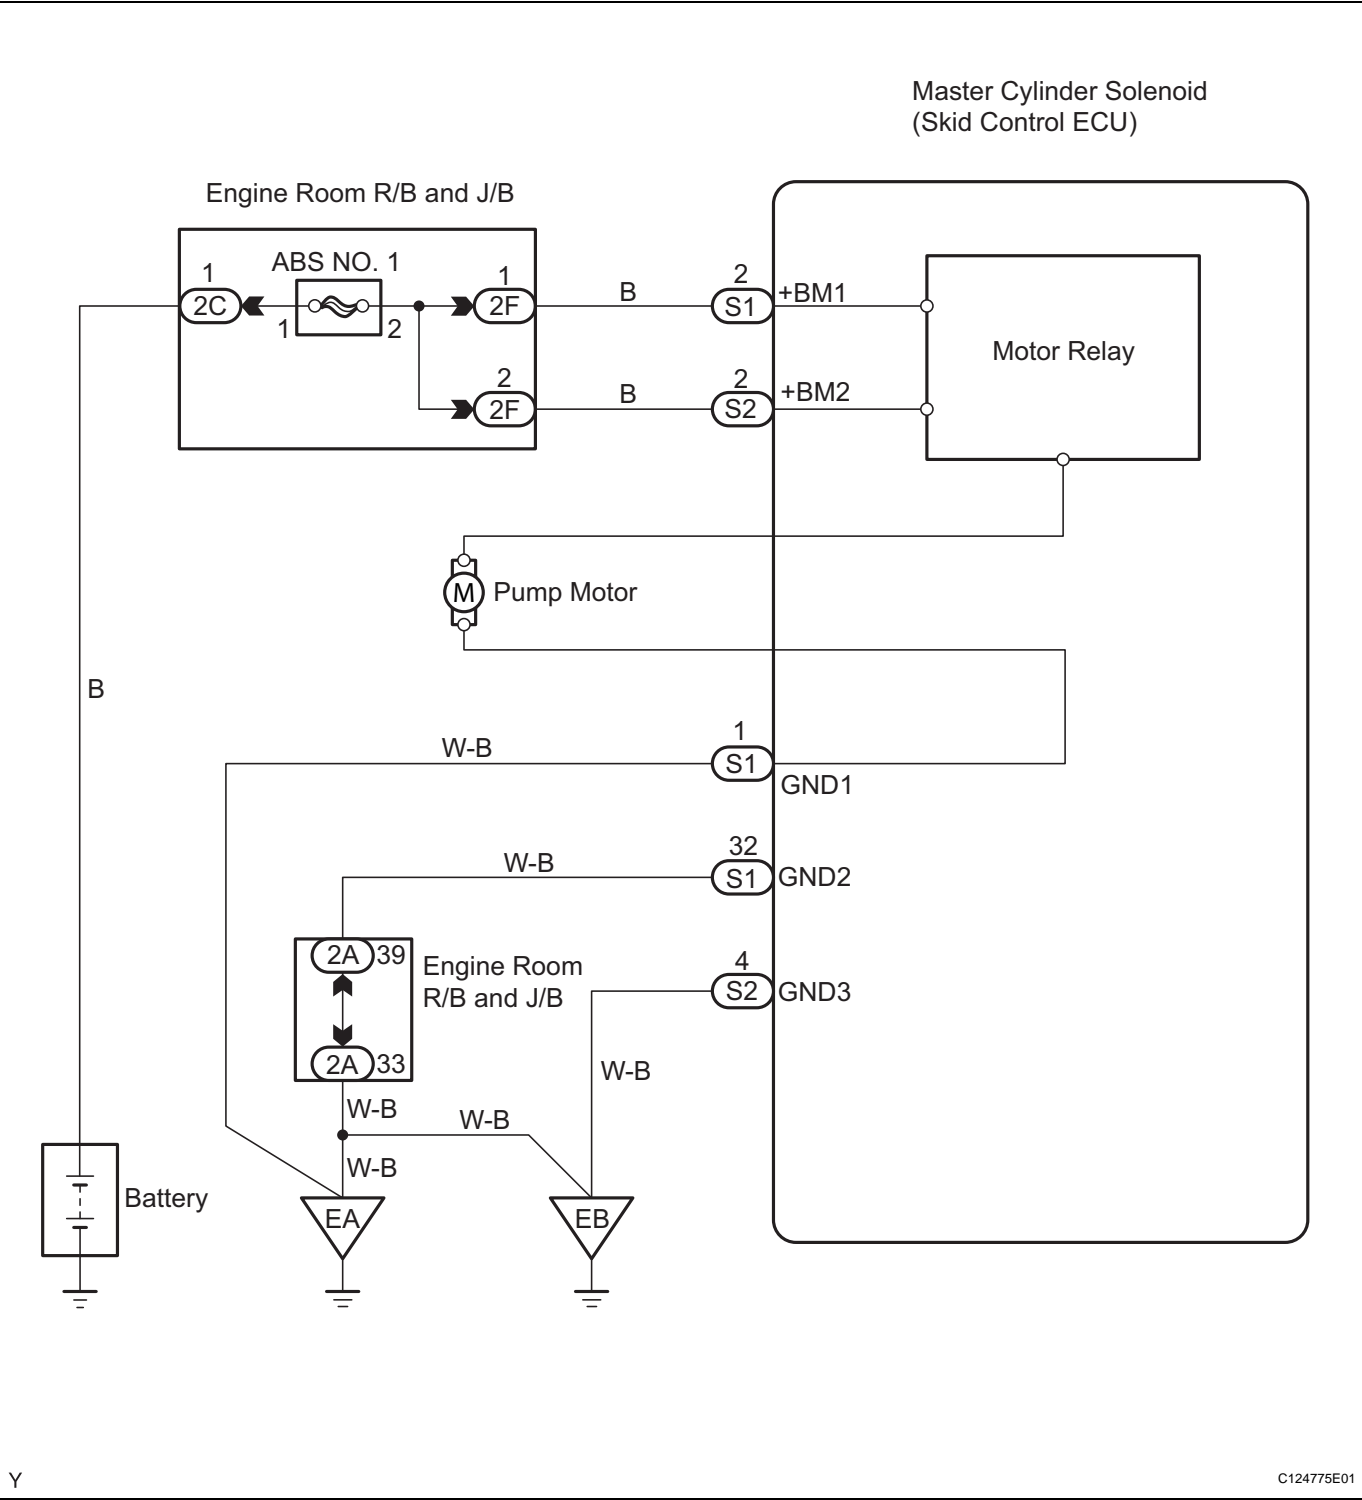 Master Cylinder Solenoid
(Skid Control ECU)
Engine Room R/B and J/B
1
ABS NO. 1
1
2
2C
1
2
2F
B
S1
+BM1
Motor Relay
2
2
2F
B
S2
+BM2
M
Pump Motor
B
1
W-B
S1
GND1
32
W-B
S1
GND2
2A
39
Engine Room
R/B and J/B
4
S2
GND3
2A
33
W-B
W-B
W-B
W-B
Battery
EA
EB
Y
C124775E01